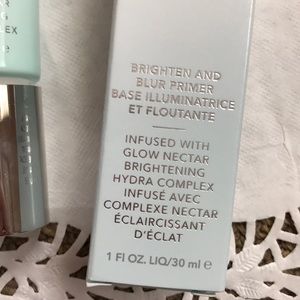 BRIGHTEN AND
BLUR PRIMER
BASE ILLUMINATRICE
ET FLOUTANTE
INFUSED WITH
GLOW NECTAR
BRIGHTENING
HYDRA COMPLEX
INFUSÉ AVEC
COMPLEXE NECTAR
ÉCLAIRCISSANT
D'ÉCLAT
1 Fl OZ. LIQ/30 ml e